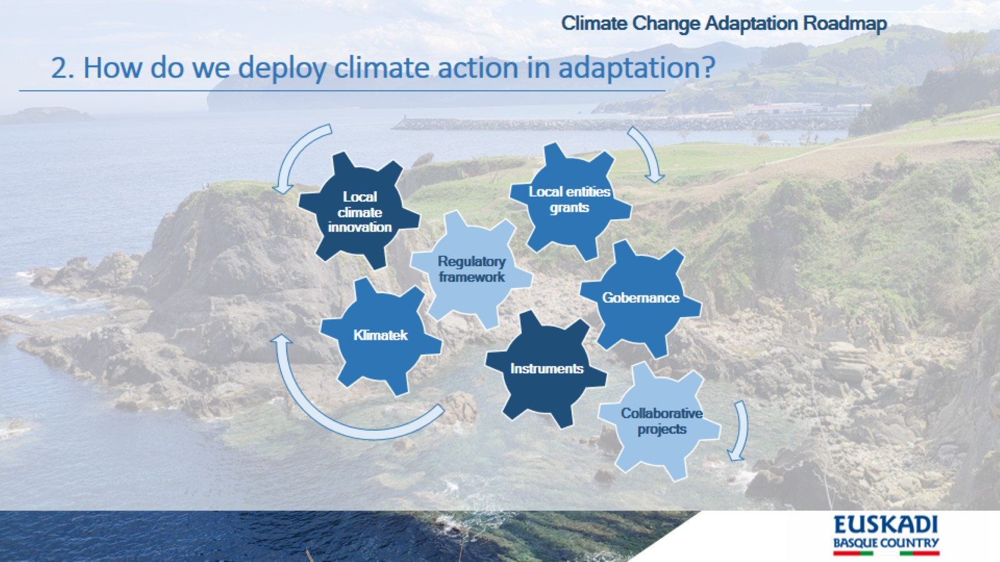 Climate Change Adaptation Roadmap
2. How do we deploy climate action in adaptation?
Local
climate
innovation
Local entities
grants
Regulatory
framework
Gobernance
Klimatek
Instruments
Collaborative
projects
EUSKADI
BASQUE COUNTRY